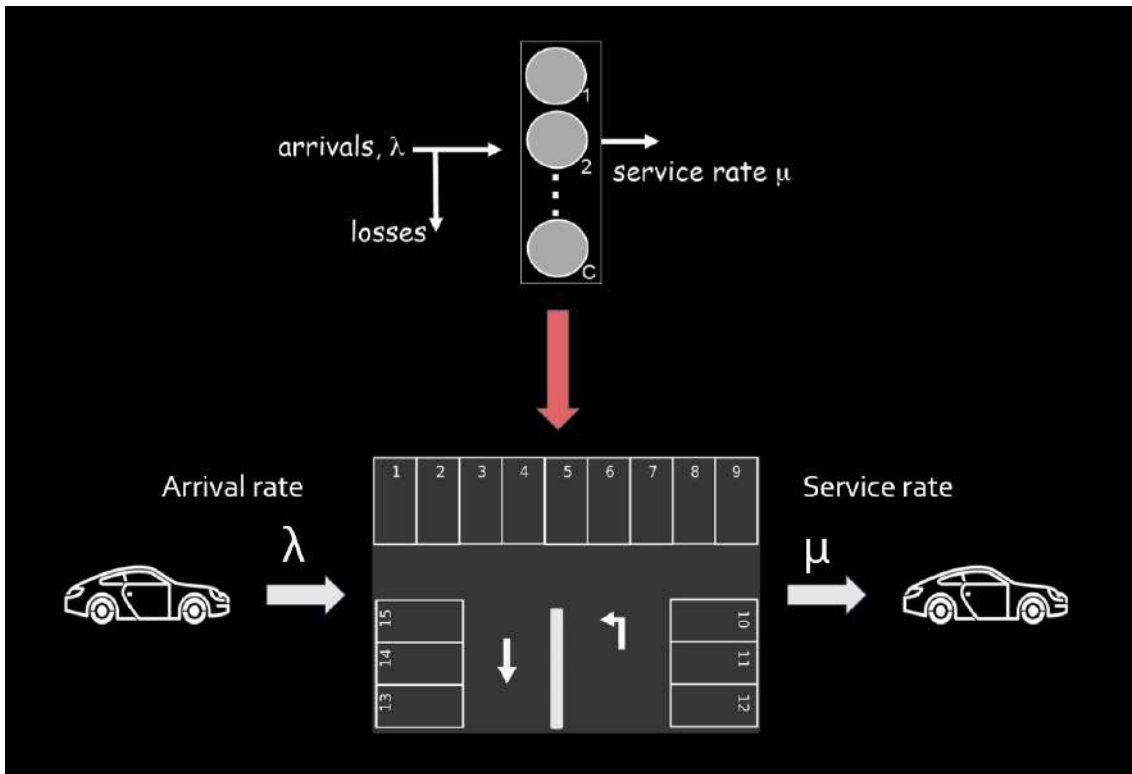 1
arrivals, λ
2
service rate μ
losses
C
1 2 3 4 5 6 7 8 9
Arrival rate
Service rate
λ
μ
15
10
14
11
13
12